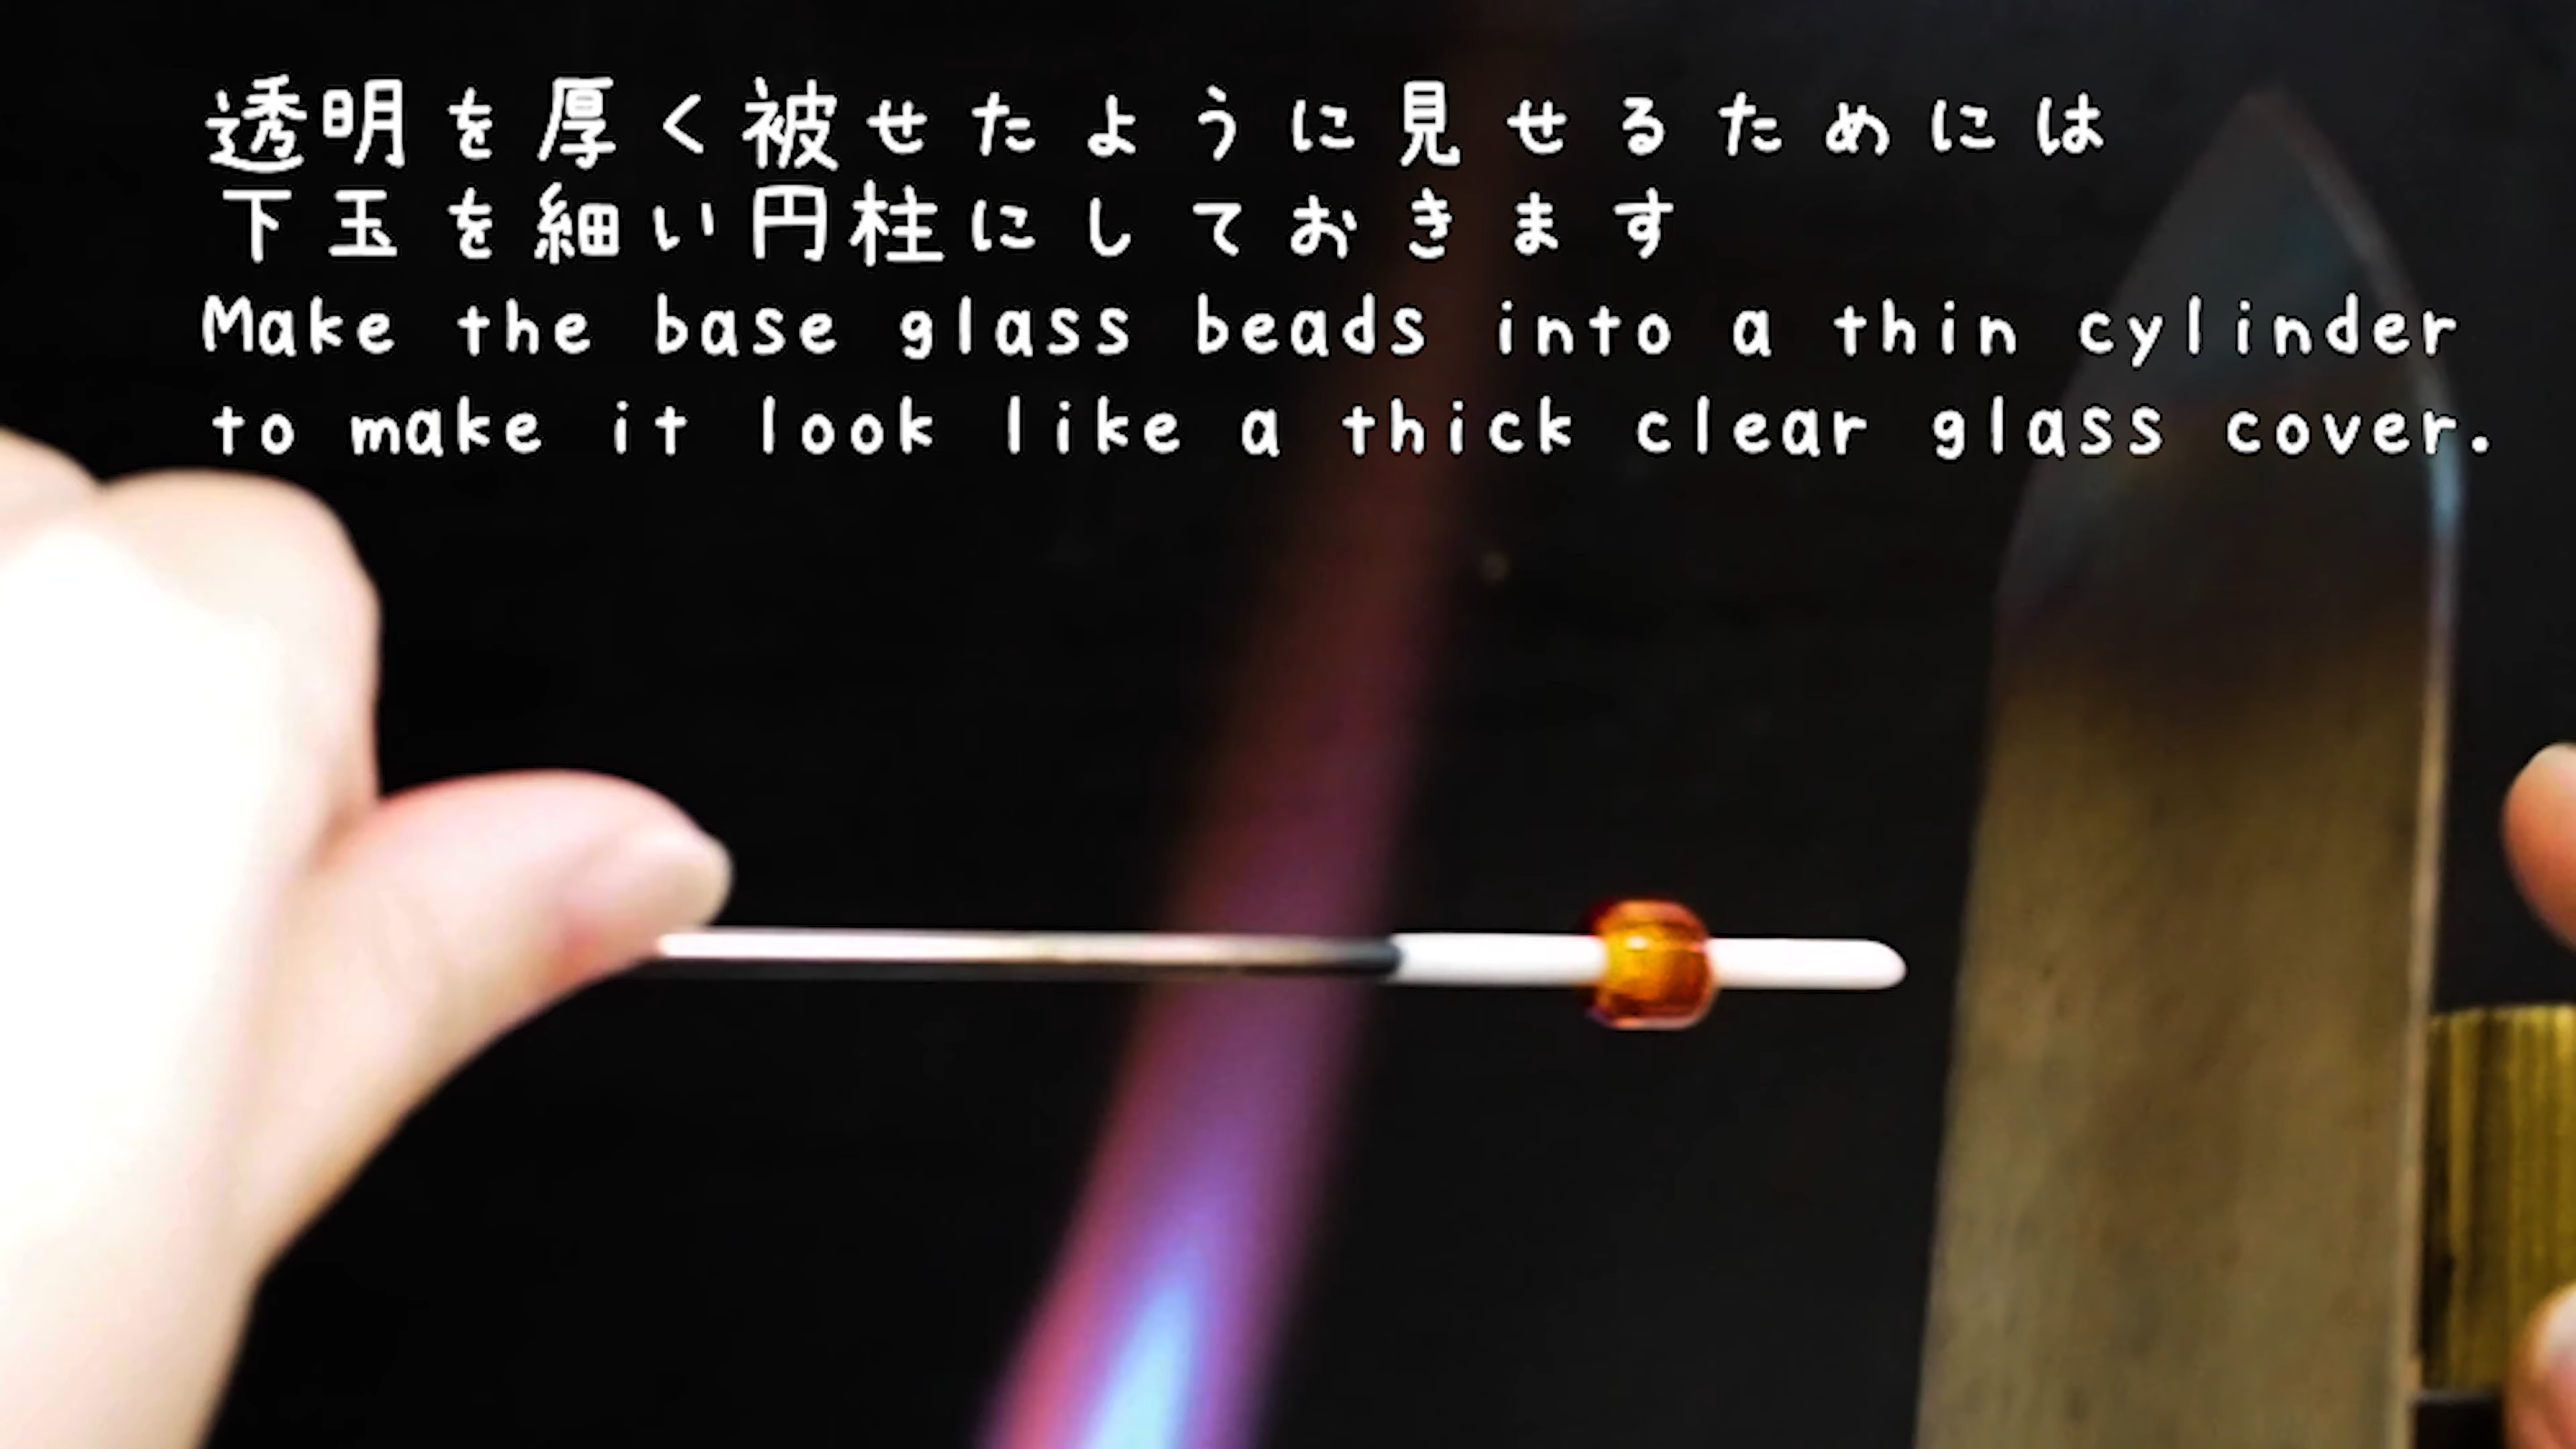 透明を厚く被せたように見せるためには
下玉を細い円柱にしておきます
Make the base glass beads into a thin cylinder
to make it look like a thick clear glass cover.